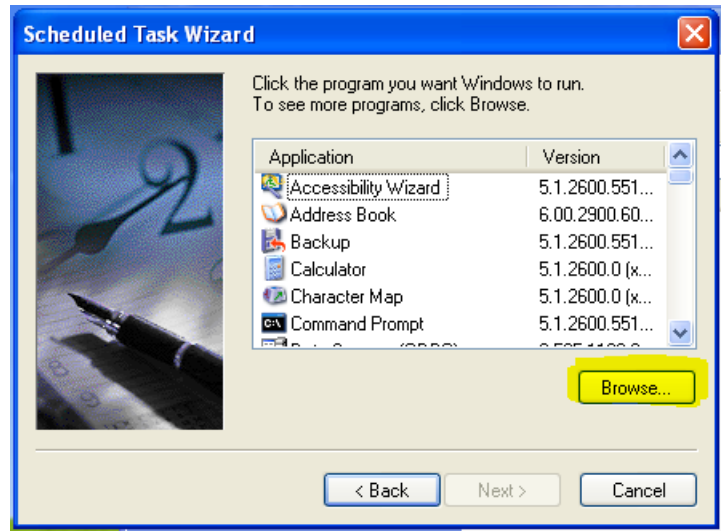 Scheduled Task Wizard
Click the program you want Windows to run.
To see more programs, click Browse.
Application Version
Accessibility Wizard 5.1.2600.551...
Address Book 6.00.2900.60...
Backup 5.1.2600.551...
Calculator 5.1.2600.0 (x...
Character Map 5.1.2600.0 (x...
Command Prompt 5.1.2600.551...
Browse...
< Back Next > Cancel